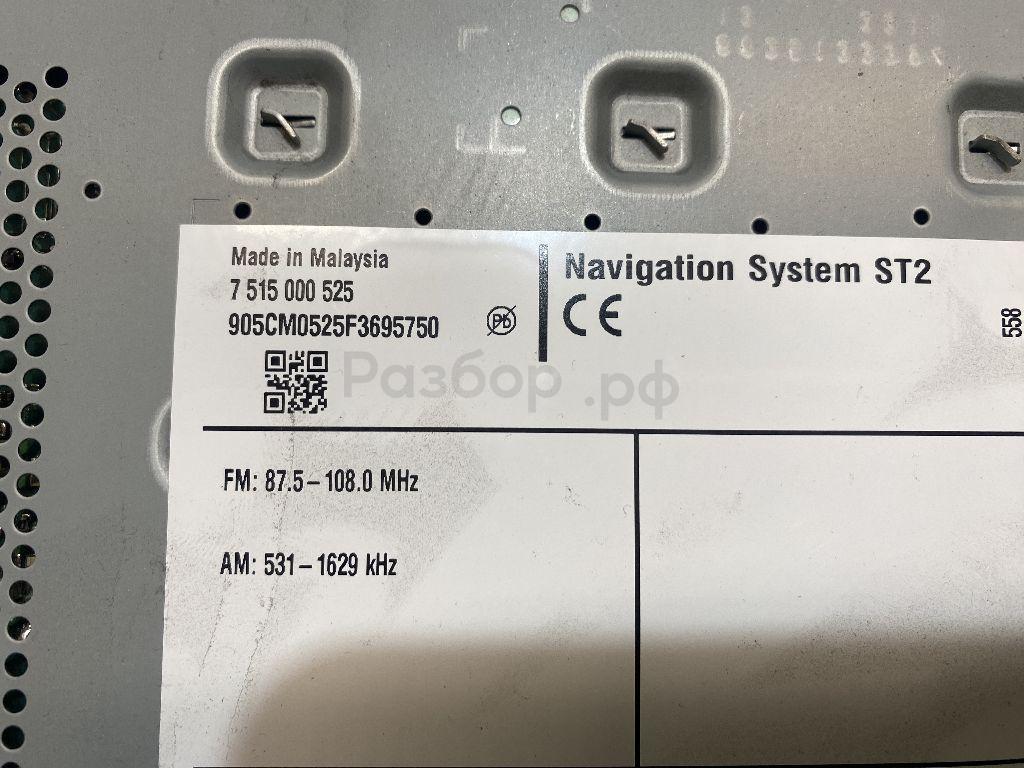 Made in Malaysia
7 515 000 525
905CM0525F3695750
Pb
Navigation System ST2
CE
558
Разбор.рф
FM: 87.5–108.0 MHz
AM: 531–1629 kHz